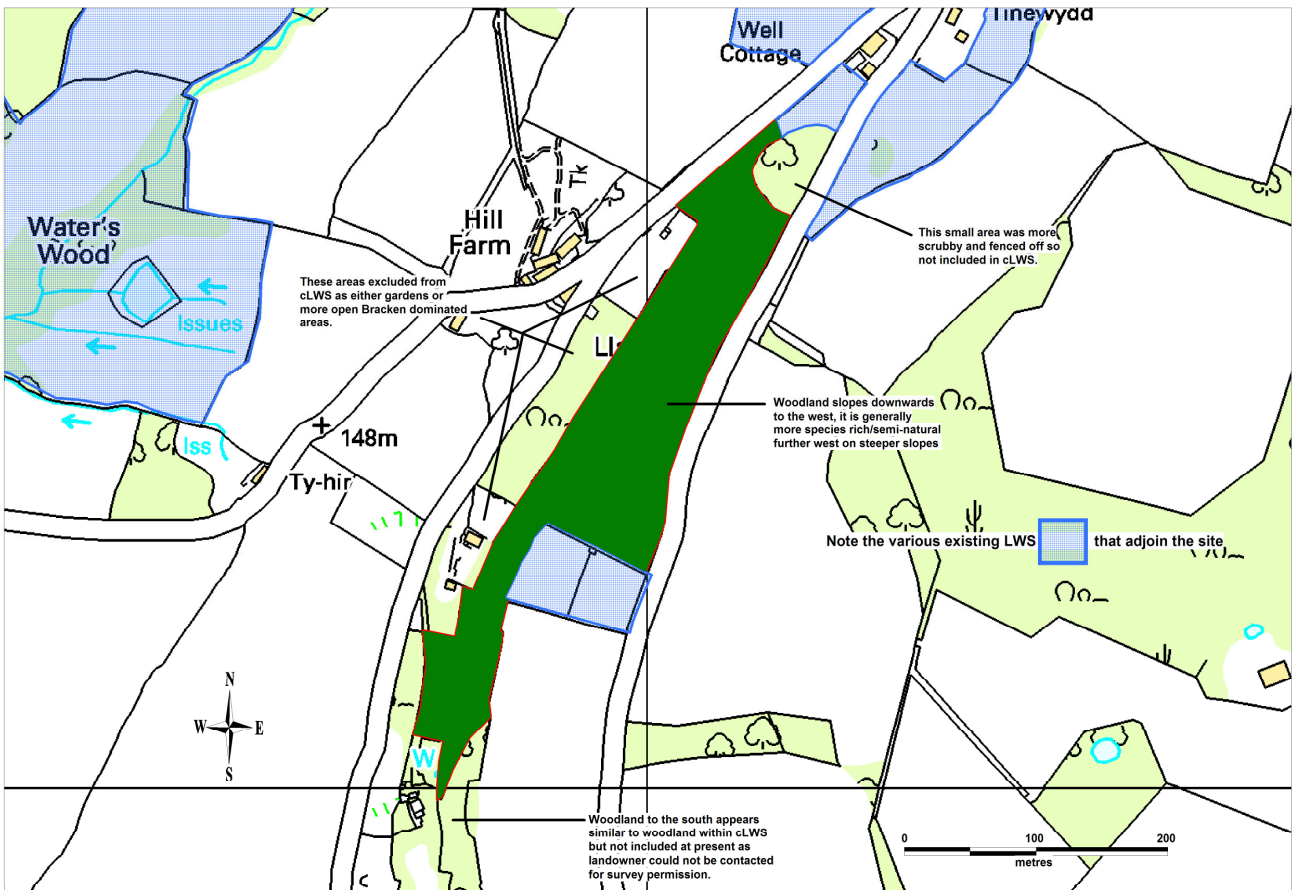 Well
Cottage
Tinewydd
Tk
Hill
Farm
Water's
Wood
This small area was more
scrubby and fenced off so
not included in cLWS.
These areas excluded from
cLWS as either gardens or
more open Bracken dominated
areas.
Issues
Woodland slopes downwards
to the west, it is generally
more species rich/semi-natural
further west on steeper slopes
148m
Iss
Ty-hir
Note the various existing LWS that adjoin the site
N
W E
S
W
Woodland to the south appears
similar to woodland within cLWS
but not included at present as
landowner could not be contacted
for survey permission.
0 100 200
metres